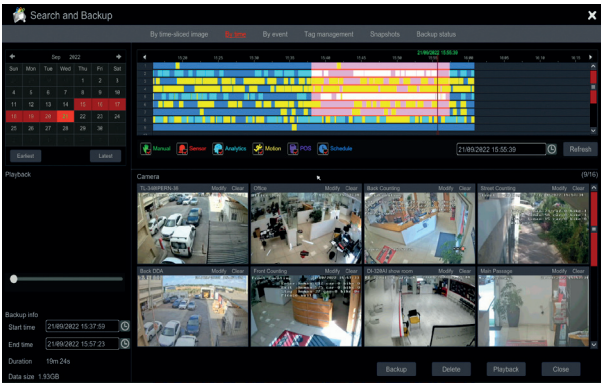 Search and Backup
By time-sliced image By time By event Tag management Snapshots Backup status
Sep 2022
Sun Mon Tue Wed Thu Fri Sat
1 2 3
4 5 6 7 8 9 10
11 12 13 14 15 16 17
18 19 20 21 22 23 24
25 26 27 28 29 30
Earliest Latest
21/09/2022 15:55:39
Manual Sensor Analytics Motion POS Schedule
21/09/2022 15:55:39 Refresh
Playback
Camera (9/16)
Modify Clear
Office Modify Clear
Back Counting Modify Clear
Street Counting Modify Clear
Back DDA Modify Clear
Front Counting Modify Clear
show room Modify Clear
Main Passage Modify Clear
Backup info
Start time 21/09/2022 15:37:59
End time 21/09/2022 15:57:23
Duration 19m 24s
Data size 1.93GB
Backup Delete Playback Close